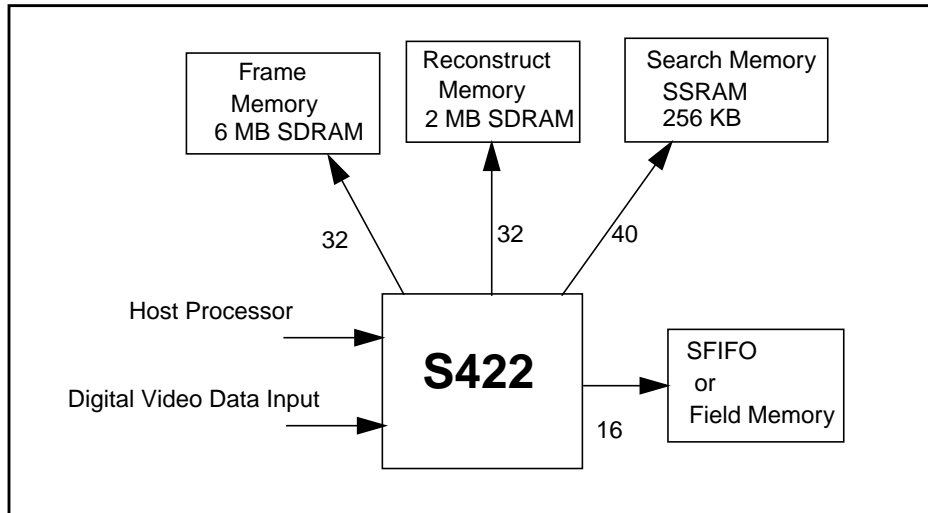 Frame
Memory
6 MB SDRAM
Reconstruct
Memory
2 MB SDRAM
Search Memory
SSRAM
256 KB
32
32
40
Host Processor
Digital Video Data Input
S422
16
SFIFO
or
Field Memory